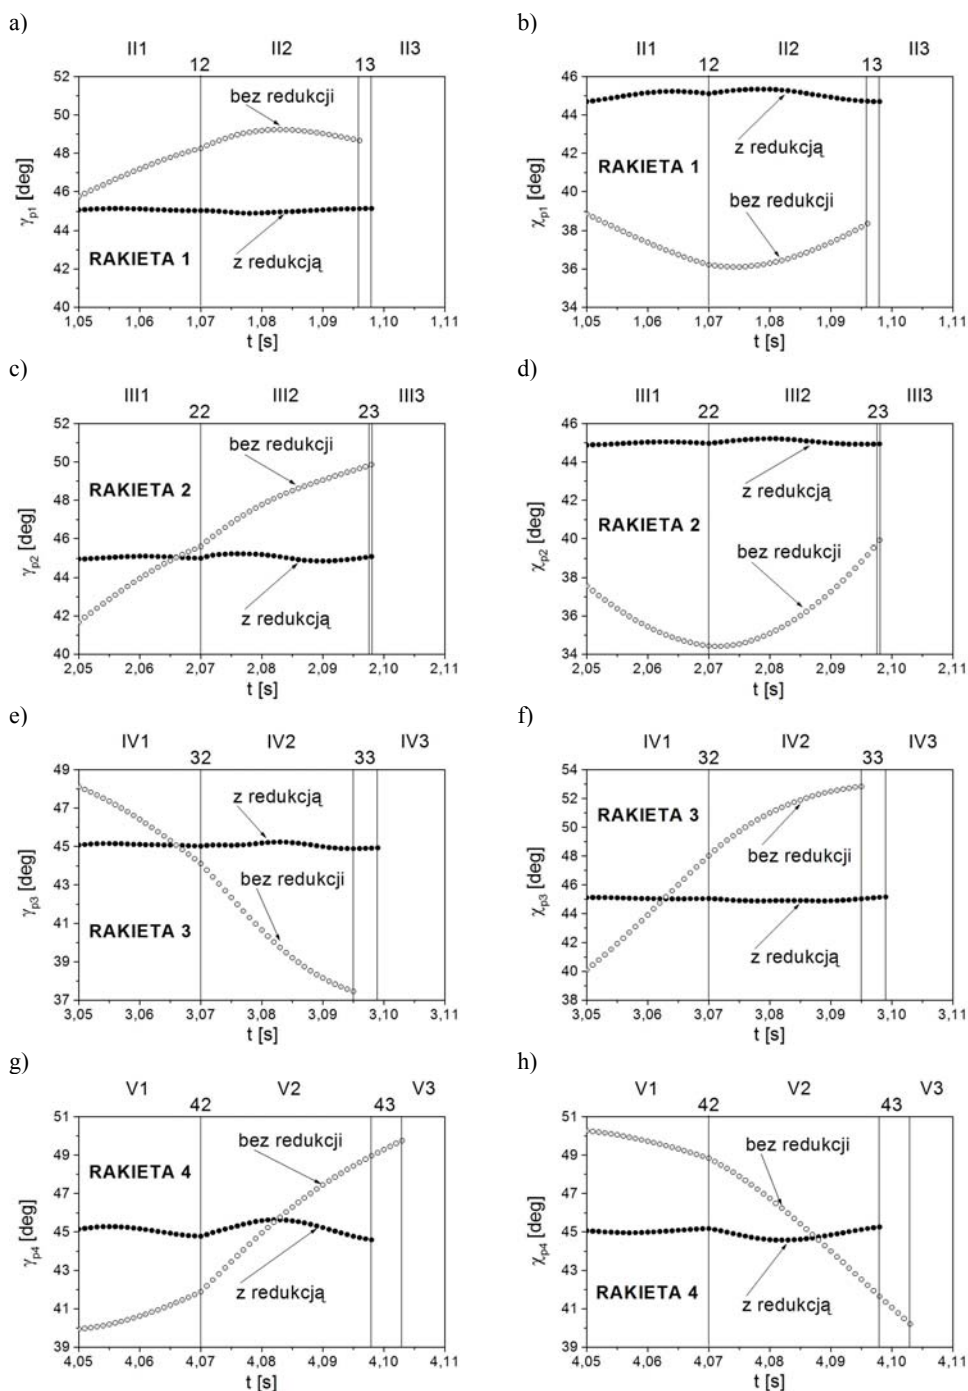 a)
II1 II2 II3
12 13
52
50
48
46
44
42
40
γp1 [deg]
bez redukcji
RAKIETA 1
z redukcją
1,05 1,06 1,07 1,08 1,09 1,10 1,11
t [s]
b)
II1 II2 II3
12 13
46
44
42
40
38
36
34
χp1 [deg]
z redukcją
RAKIETA 1
bez redukcji
1,05 1,06 1,07 1,08 1,09 1,10 1,11
t [s]
c)
III1 III2 III3
22 23
52
50
48
46
44
42
40
γp2 [deg]
bez redukcji
RAKIETA 2
z redukcją
2,05 2,06 2,07 2,08 2,09 2,10 2,11
t [s]
d)
III1 III2 III3
22 23
46
44
42
40
38
36
34
χp2 [deg]
z redukcją
RAKIETA 2
bez redukcji
2,05 2,06 2,07 2,08 2,09 2,10 2,11
t [s]
e)
IV1 IV2 IV3
32 33
49
47
45
43
41
39
37
γp3 [deg]
z redukcją
bez redukcji
RAKIETA 3
3,05 3,06 3,07 3,08 3,09 3,10 3,11
t [s]
f)
IV1 IV2 IV3
32 33
54
52
50
48
46
44
42
40
38
χp3 [deg]
RAKIETA 3
bez redukcji
z redukcją
3,05 3,06 3,07 3,08 3,09 3,10 3,11
t [s]
g)
V1 V2 V3
42 43
51
49
47
45
43
41
39
γp4 [deg]
bez redukcji
RAKIETA 4
z redukcją
4,05 4,06 4,07 4,08 4,09 4,10 4,11
t [s]
h)
V1 V2 V3
42 43
51
49
47
45
43
41
39
χp4 [deg]
bez redukcji
RAKIETA 4
z redukcją
4,05 4,06 4,07 4,08 4,09 4,10 4,11
t [s]